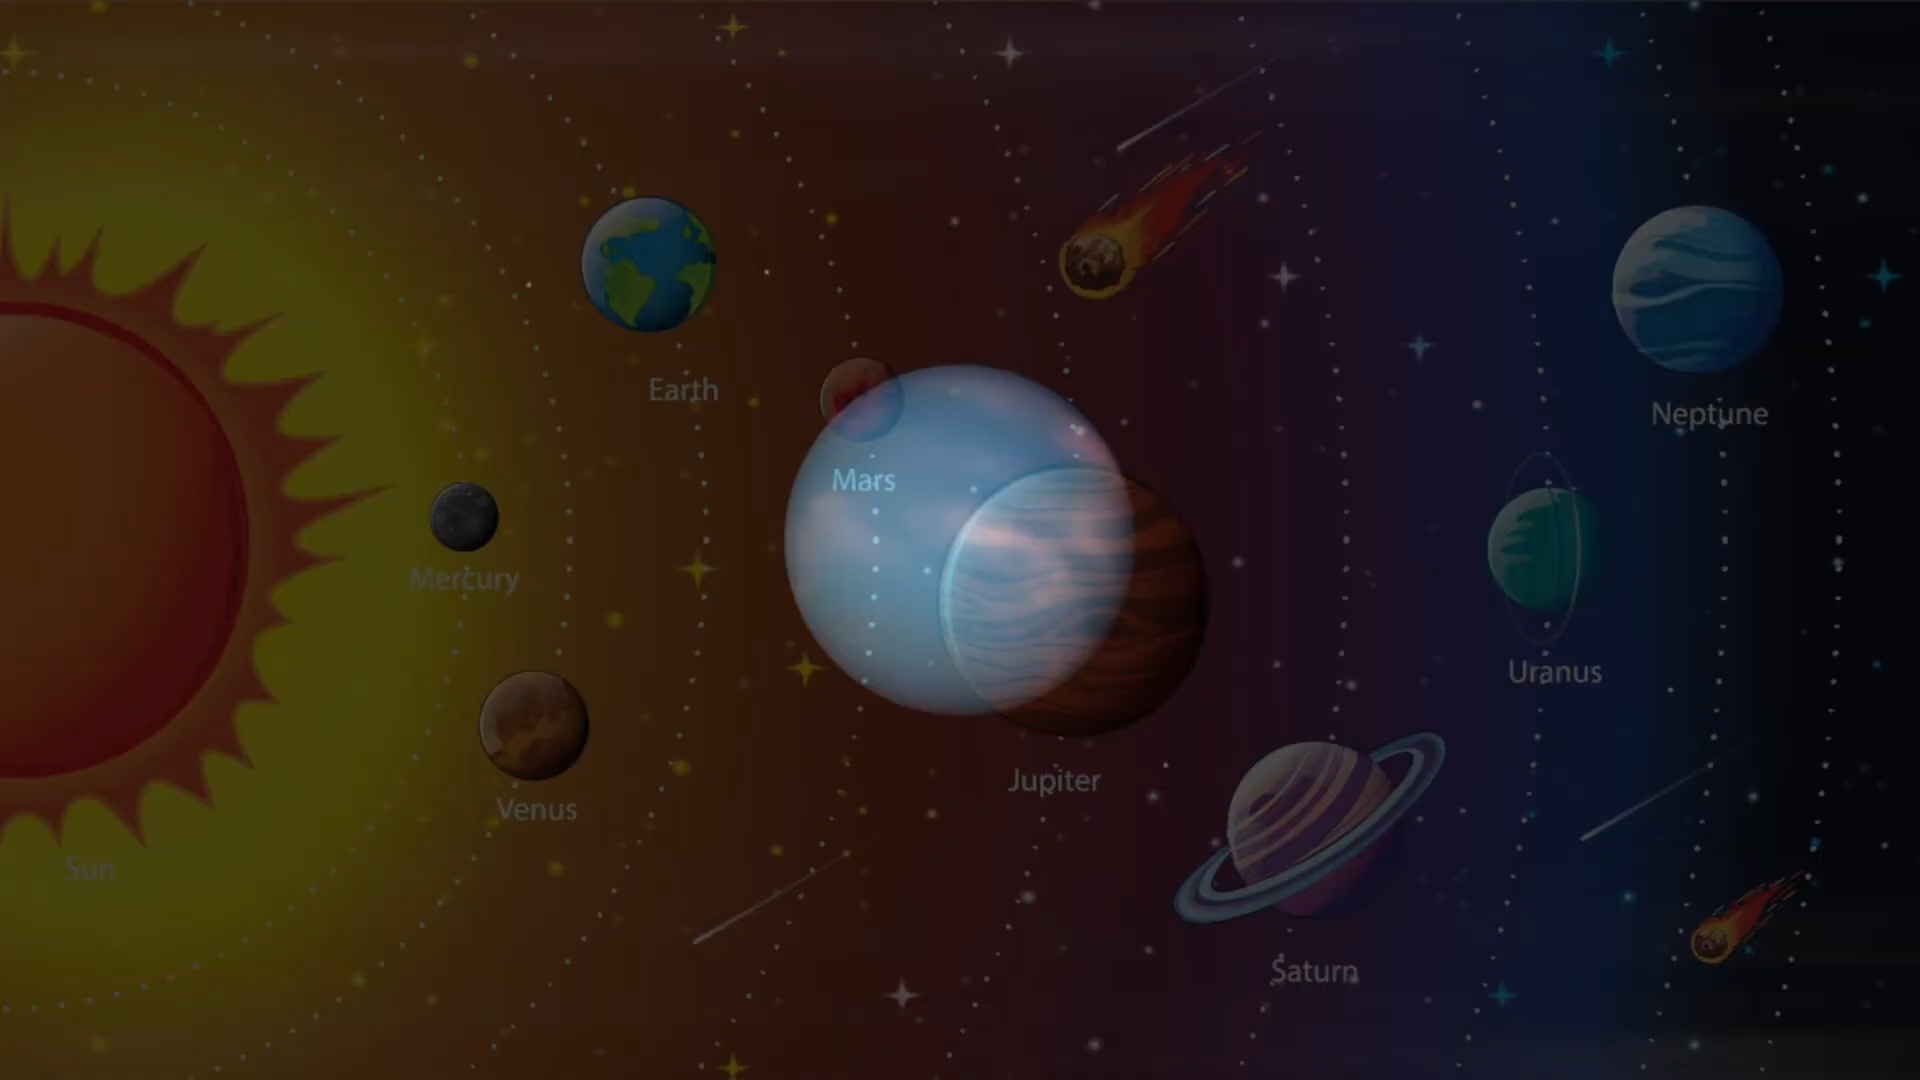 Earth
Neptune
Mars
Mercury
Uranus
Jupiter
Venus
Sun
Saturn